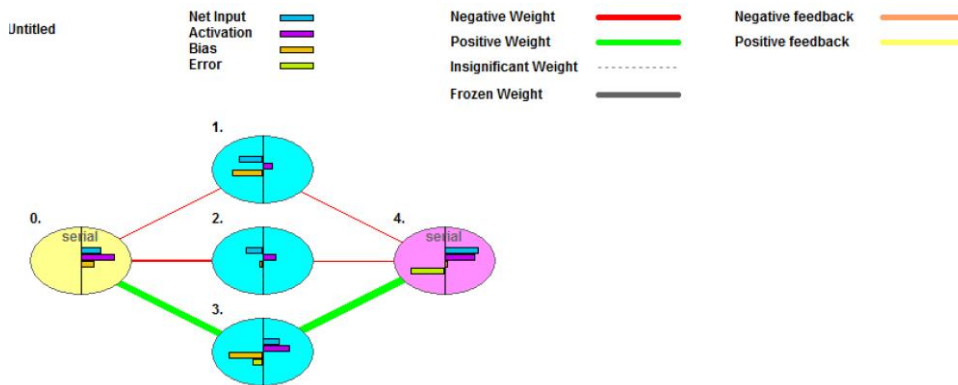 Untitled
Net Input
Activation
Bias
Error
Negative Weight
Positive Weight
Insignificant Weight
Frozen Weight
Negative feedback
Positive feedback
1.
0.
serial
2.
4.
serial
3.